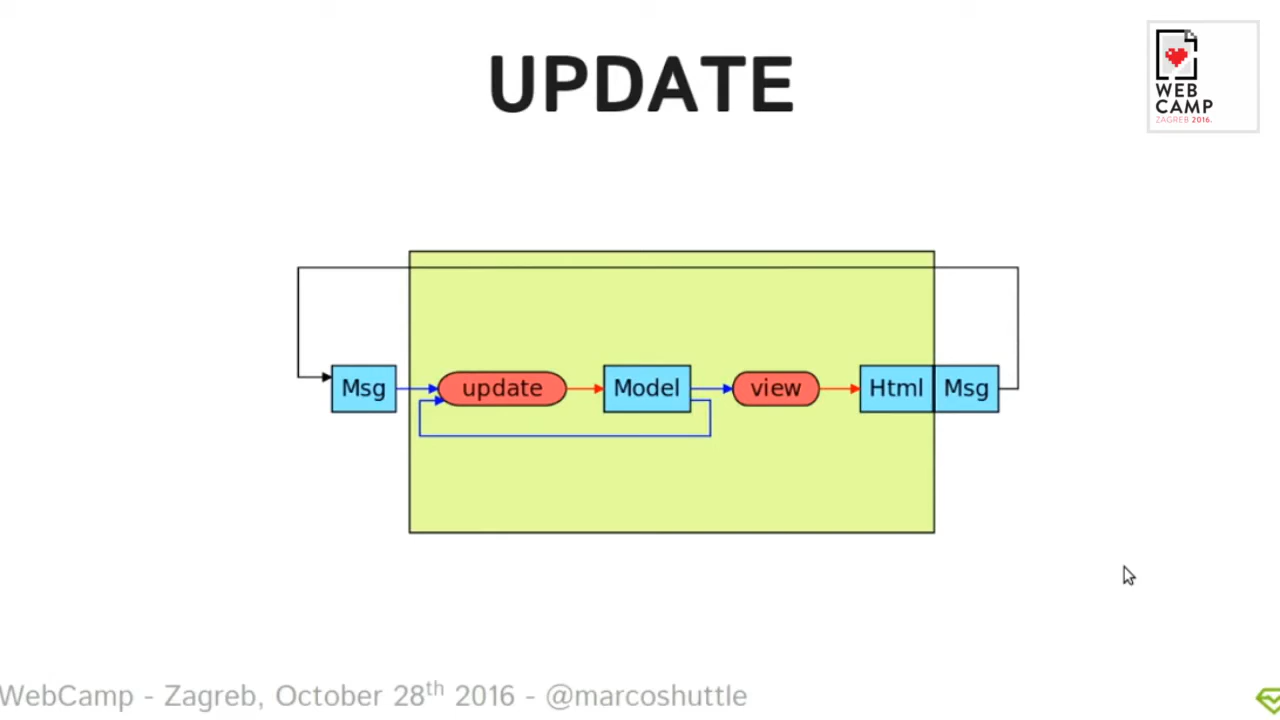 UPDATE
WEB
CAMP
ZAGREB 2016.
Msg update Model view Html Msg
WebCamp - Zagreb, October 28th 2016 - @marcoshuttle